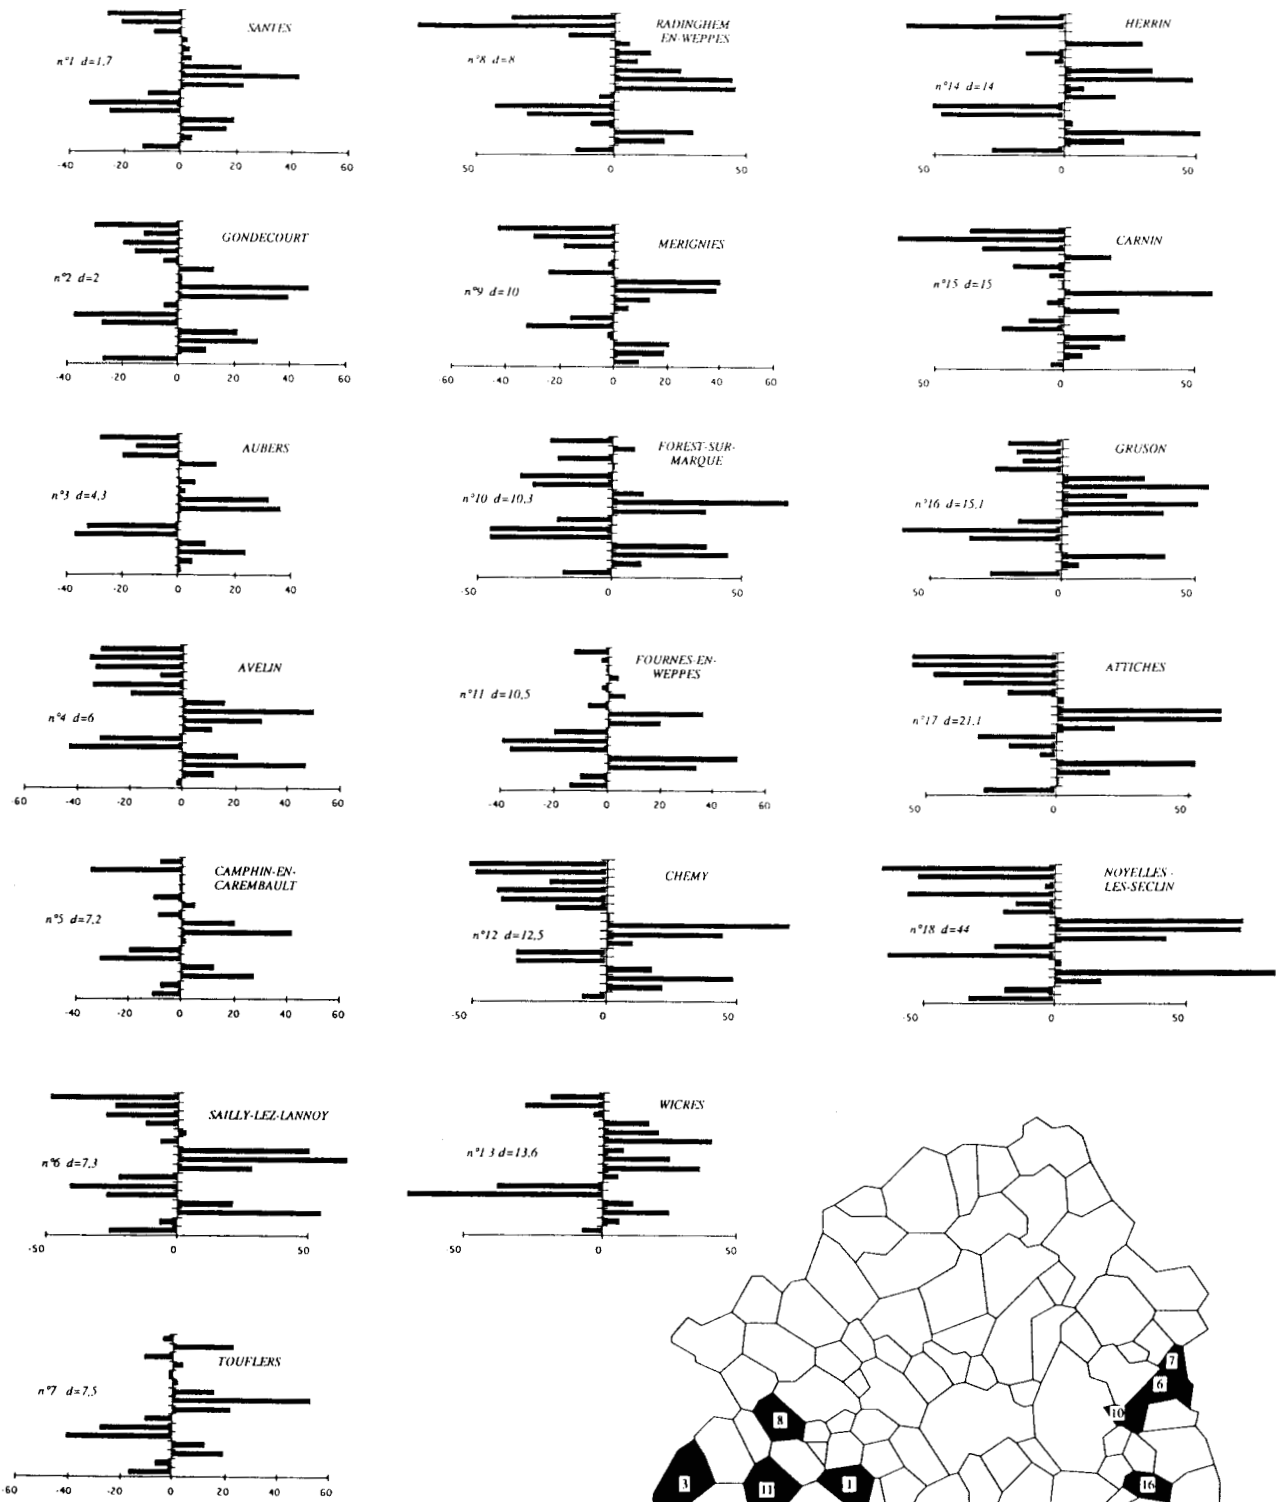 SANTES
n°1 d=1,7
-40 -20 0 20 40 60
GONDECOURT
n°2 d=2
-40 -20 0 20 40 60
AUBERS
n°3 d=4,3
-40 -20 0 20 40
AVELIN
n°4 d=6
-60 -40 -20 0 20 40 60
CAMPHIN-EN-
CAREMBAULT
n°5 d=7,2
-40 -20 0 20 40 60
SAILLY-LEZ-LANNOY
n°6 d=7,3
-50 0 50
TOUFLERS
n°7 d=7,5
-60 -40 -20 0 20 40 60
RADINGHEM
EN-WEPPES
n°8 d=8
50 0 50
MERIGNIES
n°9 d=10
-60 -40 -20 0 20 40 60
FOREST-SUR-
MARQUE
n°10 d=10,3
-50 0 50
FOURNES-EN-
WEPPES
n°11 d=10,5
-40 -20 0 20 40 60
CHEMY
n°12 d=12,5
-50 0 50
WICRES
n°13 d=13,6
-50 0 50
HERRIN
n°14 d=14
50 0 50
CARNIN
n°15 d=15
50 0 50
GRUSON
n°16 d=15,1
50 0 50
ATTICHES
n°17 d=21,1
-50 0 50
NOYELLES-
LES-SECLIN
n°18 d=44
-50 0 50
7
6
10
8
3
11
1
16